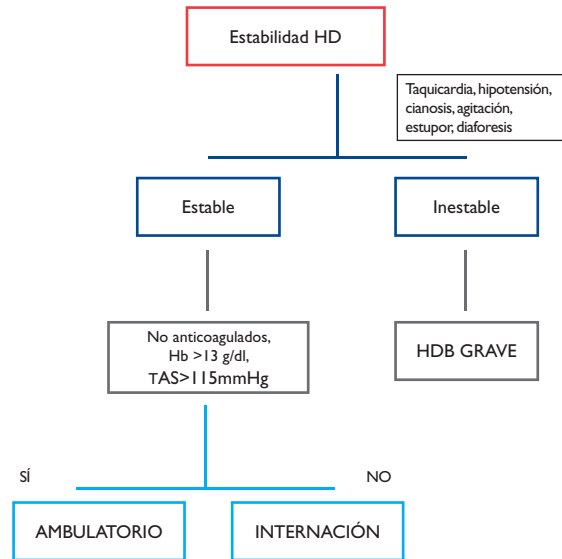 Estabilidad HD
Taquicardia, hipotensión,
cianosis, agitación,
estupor, diaforesis
Estable
Inestable
No anticoagulados,
Hb >13 g/dl,
TAS>115mmHg
HDB GRAVE
SÍ
NO
AMBULATORIO
INTERNACIÓN